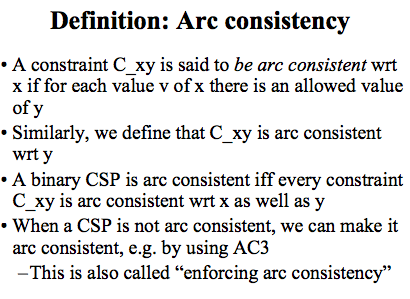 Definition: Arc consistency
• A constraint C_xy is said to be arc consistent wrt
x if for each value v of x there is an allowed value
of y
• Similarly, we define that C_xy is arc consistent
wrt y
• A binary CSP is arc consistent iff every constraint
C_xy is arc consistent wrt x as well as y
• When a CSP is not arc consistent, we can make it
arc consistent, e.g. by using AC3
–This is also called “enforcing arc consistency”